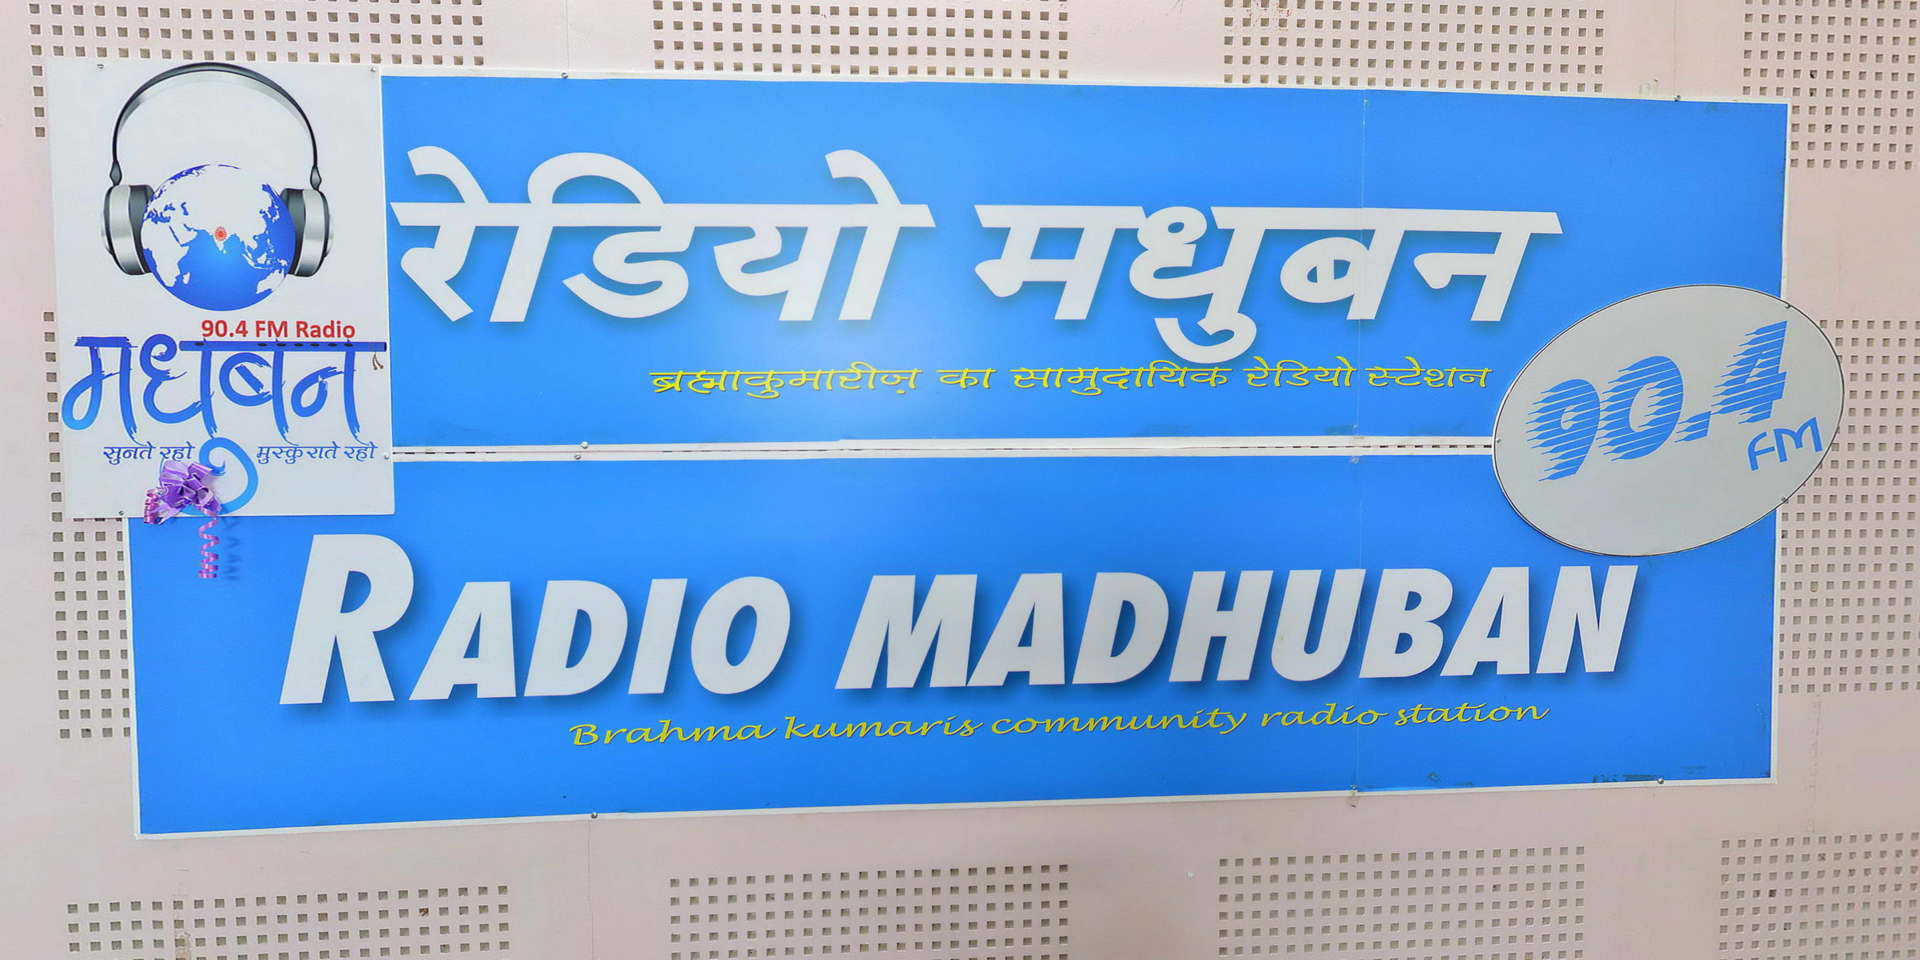 90.4 FM Radio
मधुबन
सुनते रहो मुस्कुराते रहो
रेडियो मधुबन
ब्रह्माकुमारीज़ का सामुदायिक रेडियो स्टेशन
90.4
FM
RADIO MADHUBAN
Brahma kumaris community radio station